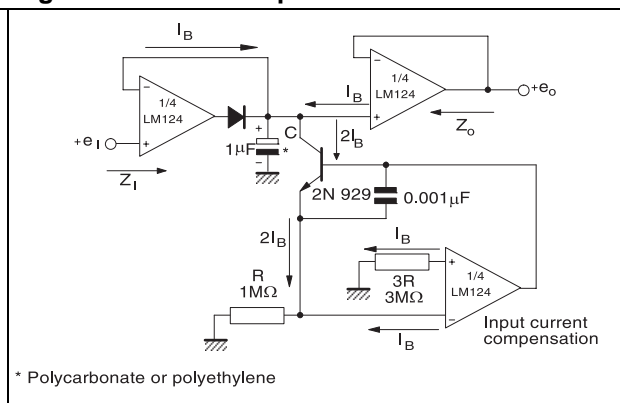 I_B
1/4
LM124
+e_I
Z_I
I_B
1/4
LM124
+e_o
Z_o
+
1µF
*
−
C
2I_B
2N 929
0.001µF
2I_B
R
1MΩ
I_B
3R
3MΩ
1/4
LM124
I_B
Input current
compensation
* Polycarbonate or polyethylene